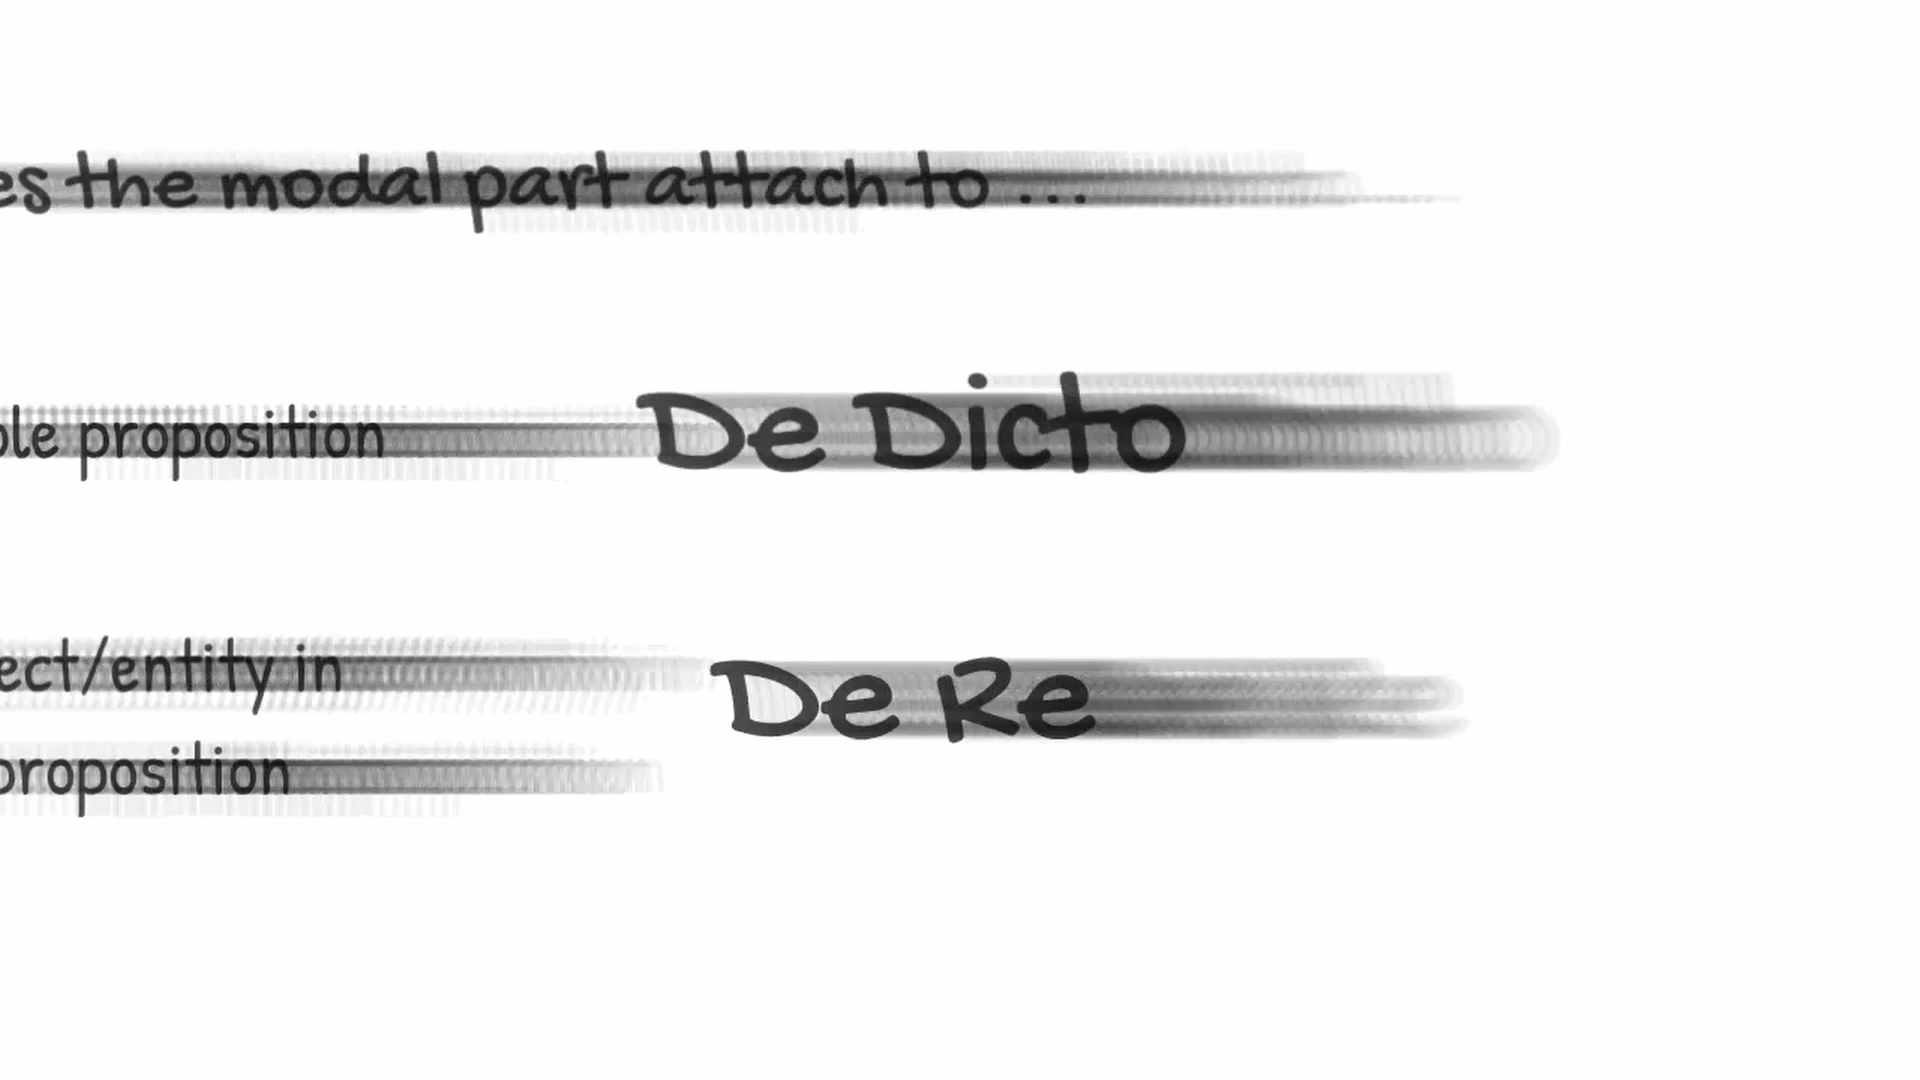 es the modal part attach to ...
ole proposition De Dicto
ect/entity in De Re
proposition